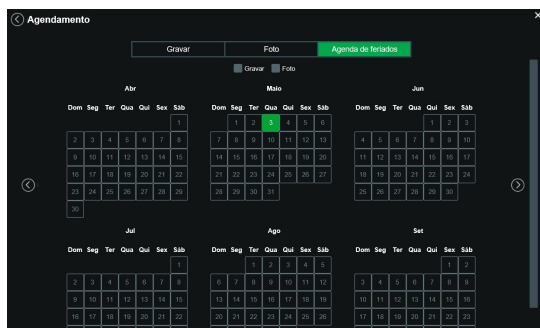 Agendamento
×
Gravar Foto Agenda de feriados
Gravar Foto
Abr Maio Jun
Dom Seg Ter Qua Qui Sex Sáb Dom Seg Ter Qua Qui Sex Sáb Dom Seg Ter Qua Qui Sex Sáb
1 1 2 3 4 5 6 1 2 3
2 3 4 5 6 7 8 7 8 9 10 11 12 13 4 5 6 7 8 9 10
9 10 11 12 13 14 15 14 15 16 17 18 19 20 11 12 13 14 15 16 17
16 17 18 19 20 21 22 21 22 23 24 25 26 27 18 19 20 21 22 23 24
23 24 25 26 27 28 29 28 29 30 31 25 26 27 28 29 30
30
Jul Ago Set
Dom Seg Ter Qua Qui Sex Sáb Dom Seg Ter Qua Qui Sex Sáb Dom Seg Ter Qua Qui Sex Sáb
1 1 2 3 4 5 1 2
2 3 4 5 6 7 8 6 7 8 9 10 11 12 3 4 5 6 7 8 9
9 10 11 12 13 14 15 13 14 15 16 17 18 19 10 11 12 13 14 15 16
16 17 18 19 20 21 22 20 21 22 23 24 25 26 17 18 19 20 21 22 23